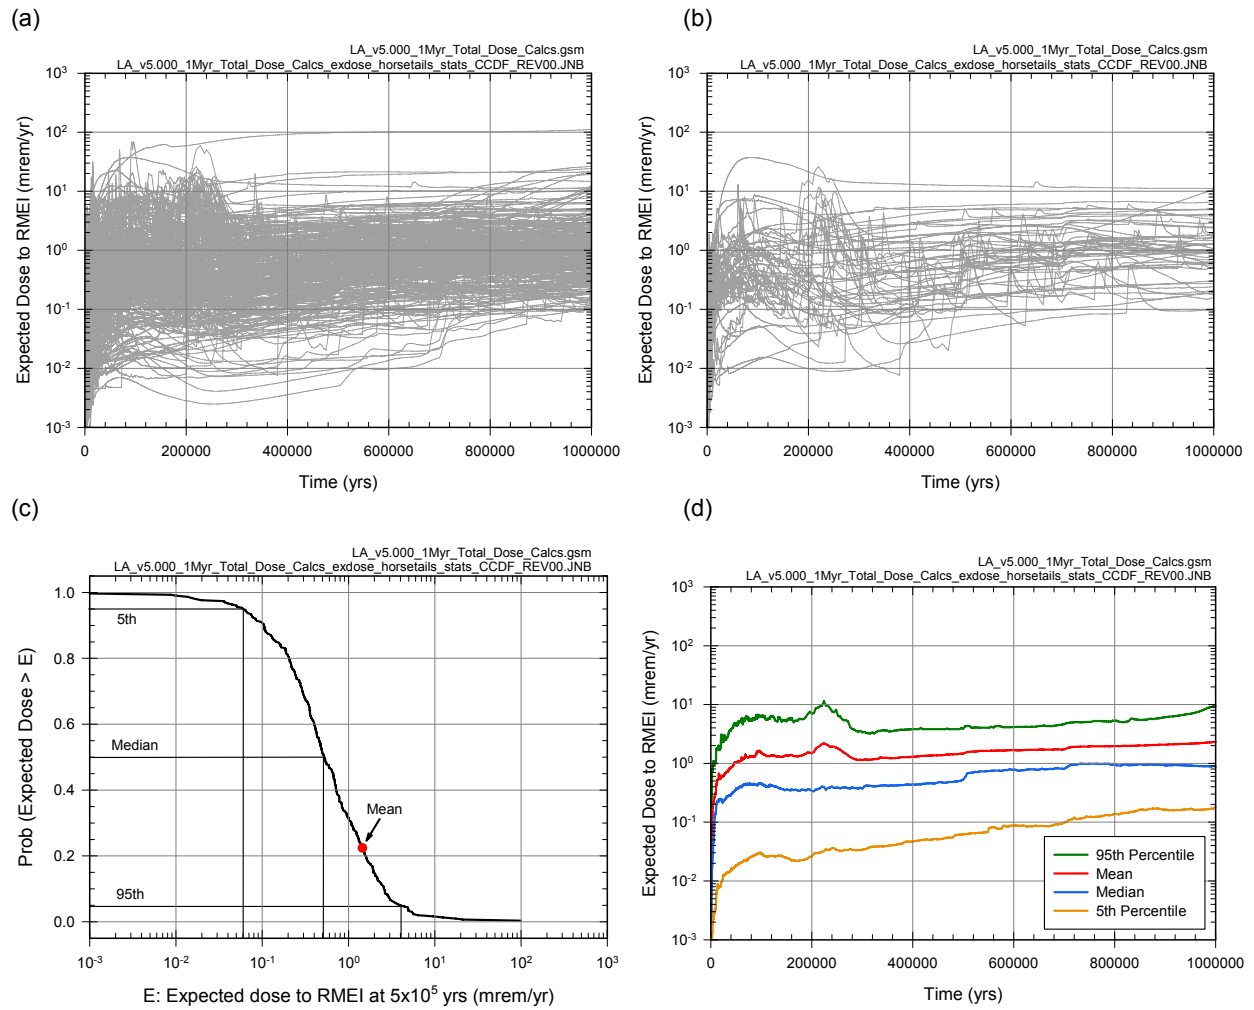 (a)
LA_v5.000_1Myr_Total_Dose_Calcs.gsm
LA_v5.000_1Myr_Total_Dose_Calcs_exdose_horsetails_stats_CCDF_REV00.JNB
Expected Dose to RMEI (mrem/yr)
10³
10²
10¹
10⁰
10⁻¹
10⁻²
10⁻³
0 200000 400000 600000 800000 1000000
Time (yrs)
(b)
LA_v5.000_1Myr_Total_Dose_Calcs.gsm
LA_v5.000_1Myr_Total_Dose_Calcs_exdose_horsetails_stats_CCDF_REV00.JNB
Expected Dose to RMEI (mrem/yr)
10³
10²
10¹
10⁰
10⁻¹
10⁻²
10⁻³
0 200000 400000 600000 800000 1000000
Time (yrs)
(c)
LA_v5.000_1Myr_Total_Dose_Calcs.gsm
LA_v5.000_1Myr_Total_Dose_Calcs_exdose_horsetails_stats_CCDF_REV00.JNB
Prob (Expected Dose > E)
1.0
0.8
0.6
0.4
0.2
0.0
5th
Median
Mean
95th
10⁻³ 10⁻² 10⁻¹ 10⁰ 10¹ 10² 10³
E: Expected dose to RMEI at 5x10⁵ yrs (mrem/yr)
(d)
LA_v5.000_1Myr_Total_Dose_Calcs.gsm
LA_v5.000_1Myr_Total_Dose_Calcs_exdose_horsetails_stats_CCDF_REV00.JNB
Expected Dose to RMEI (mrem/yr)
10³
10²
10¹
10⁰
10⁻¹
10⁻²
10⁻³
95th Percentile
Mean
Median
5th Percentile
0 200000 400000 600000 800000 1000000
Time (yrs)